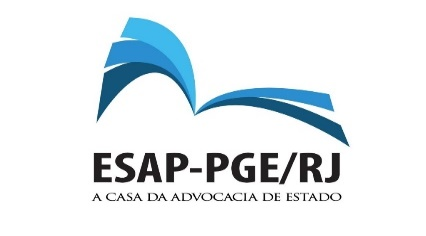 ESAP-PGE/RJ
A CASA DA ADVOCACIA DE ESTADO